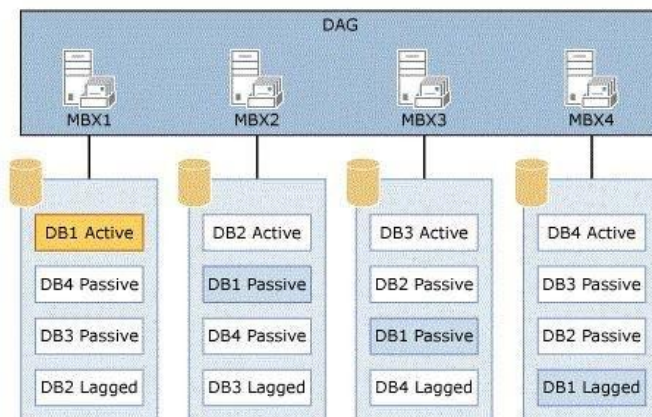 DAG
MBX1
MBX2
MBX3
MBX4
DB1 Active
DB4 Passive
DB3 Passive
DB2 Lagged
DB2 Active
DB1 Passive
DB4 Passive
DB3 Lagged
DB3 Active
DB2 Passive
DB1 Passive
DB4 Lagged
DB4 Active
DB3 Passive
DB2 Passive
DB1 Lagged